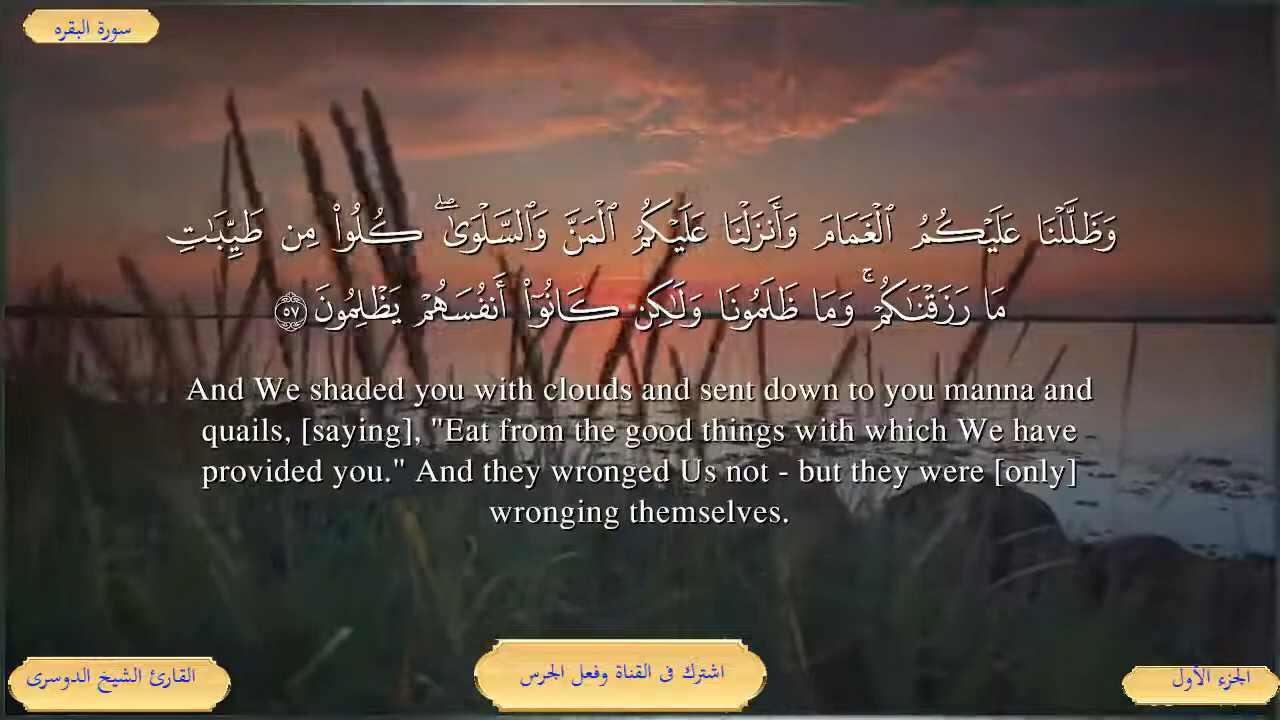 سورة البقره
وَظَلَّلْنَا عَلَيْكُمُ ٱلْغَمَامَ وَأَنزَلْنَا عَلَيْكُمُ ٱلْمَنَّ وَٱلسَّلْوَىٰ ۖ كُلُوا۟ مِن طَيِّبَـٰتِ
مَا رَزَقْنَـٰكُمْ ۚ وَمَا ظَلَمُونَا وَلَـٰكِن كَانُوٓا۟ أَنفُسَهُمْ يَظْلِمُونَ ٥٧
And We shaded you with clouds and sent down to you manna and
quails, [saying], "Eat from the good things with which We have
provided you." And they wronged Us not - but they were [only]
wronging themselves.
الجزء الأول
اشترك فى القناة وفعل الجرس
القارئ الشيخ الدوسرى